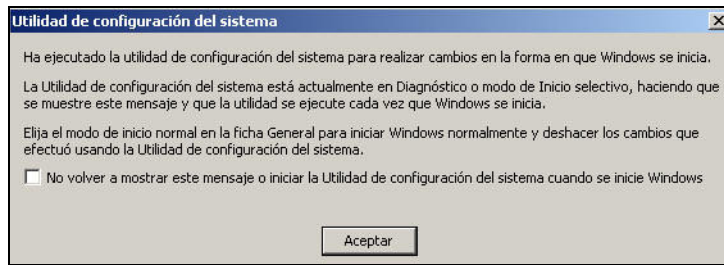 Utilidad de configuración del sistema
Ha ejecutado la utilidad de configuración del sistema para realizar cambios en la forma en que Windows se inicia.
La Utilidad de configuración del sistema está actualmente en Diagnóstico o modo de Inicio selectivo, haciendo que
se muestre este mensaje y que la utilidad se ejecute cada vez que Windows se inicia.
Elija el modo de inicio normal en la ficha General para iniciar Windows normalmente y deshacer los cambios que
efectuó usando la Utilidad de configuración del sistema.
No volver a mostrar este mensaje o iniciar la Utilidad de configuración del sistema cuando se inicie Windows
Aceptar